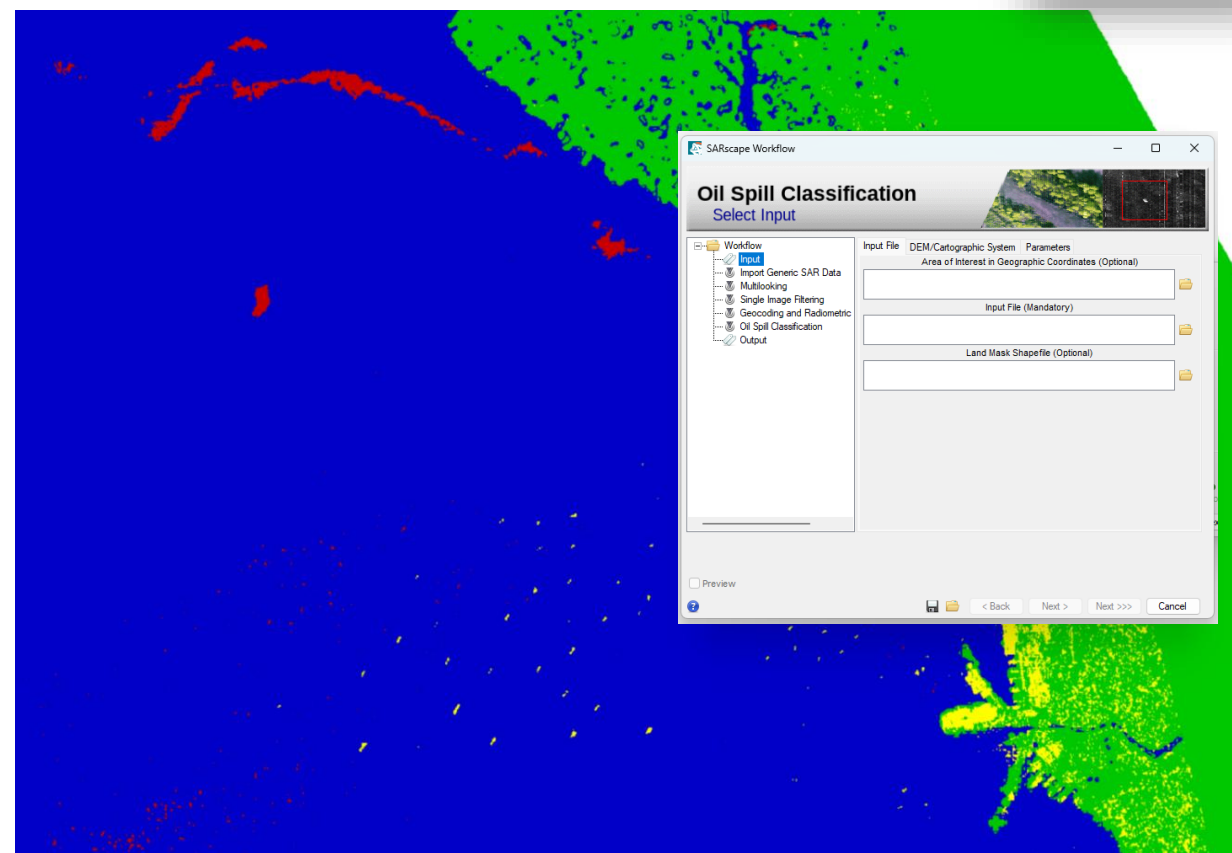 SARscape Workflow
Oil Spill Classification
Select Input
Workflow
Input
Import Generic SAR Data
Multilooking
Single Image Filtering
Geocoding and Radiometric
Oil Spill Classification
Output
Input File DEM/Cartographic System Parameters
Area of Interest in Geographic Coordinates (Optional)
Input File (Mandatory)
Land Mask Shapefile (Optional)
Preview
< Back Next > Next >>> Cancel